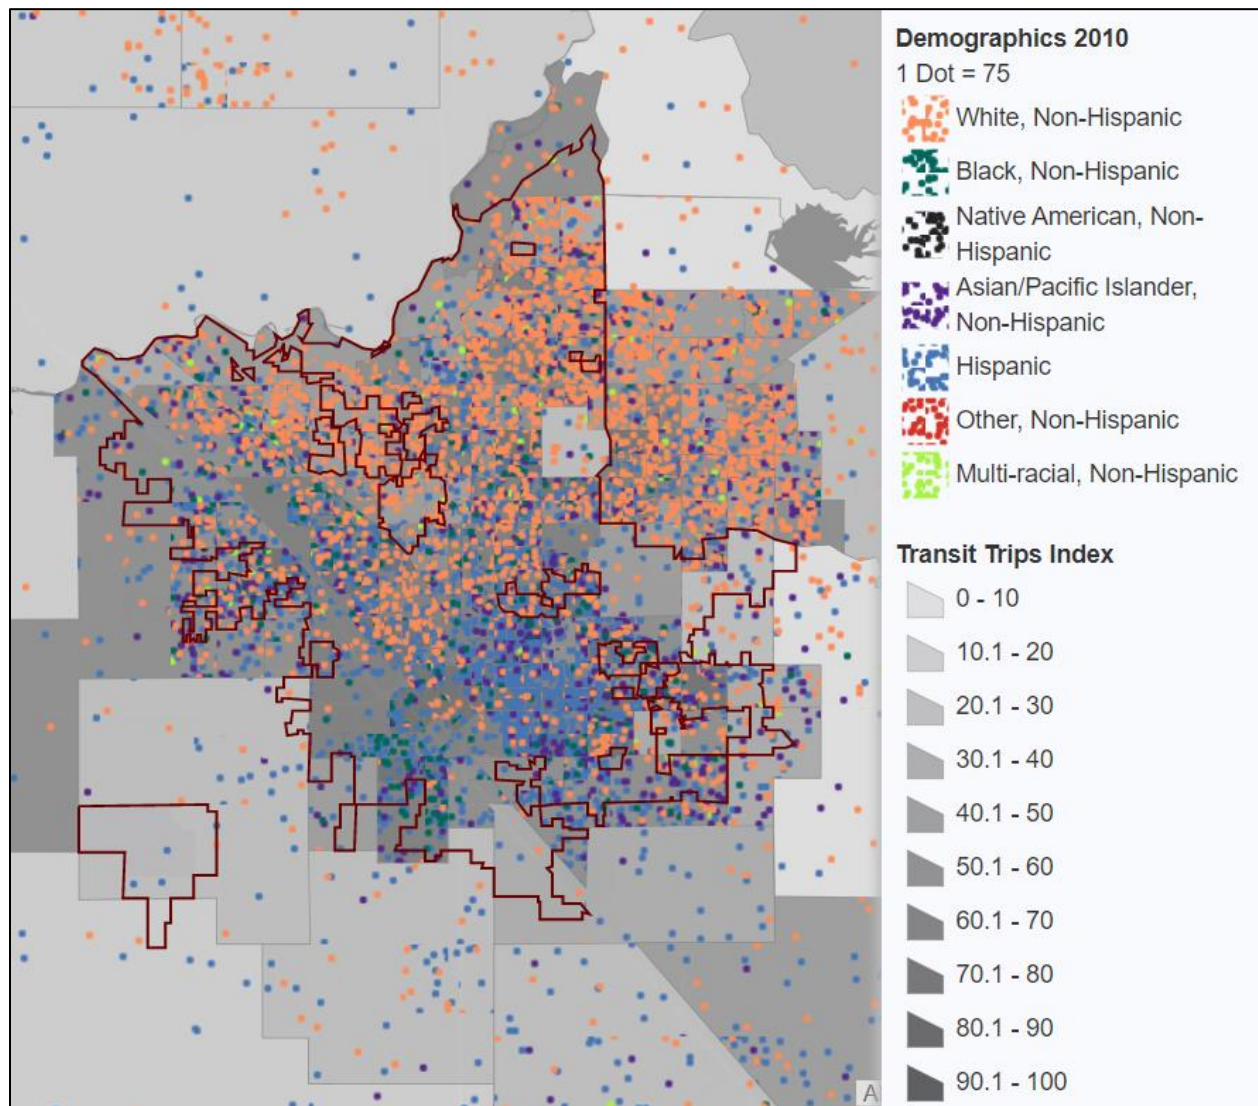 Demographics 2010
1 Dot = 75
White, Non-Hispanic
Black, Non-Hispanic
Native American, Non-
Hispanic
Asian/Pacific Islander,
Non-Hispanic
Hispanic
Other, Non-Hispanic
Multi-racial, Non-Hispanic
Transit Trips Index
0 - 10
10.1 - 20
20.1 - 30
30.1 - 40
40.1 - 50
50.1 - 60
60.1 - 70
70.1 - 80
80.1 - 90
90.1 - 100
A